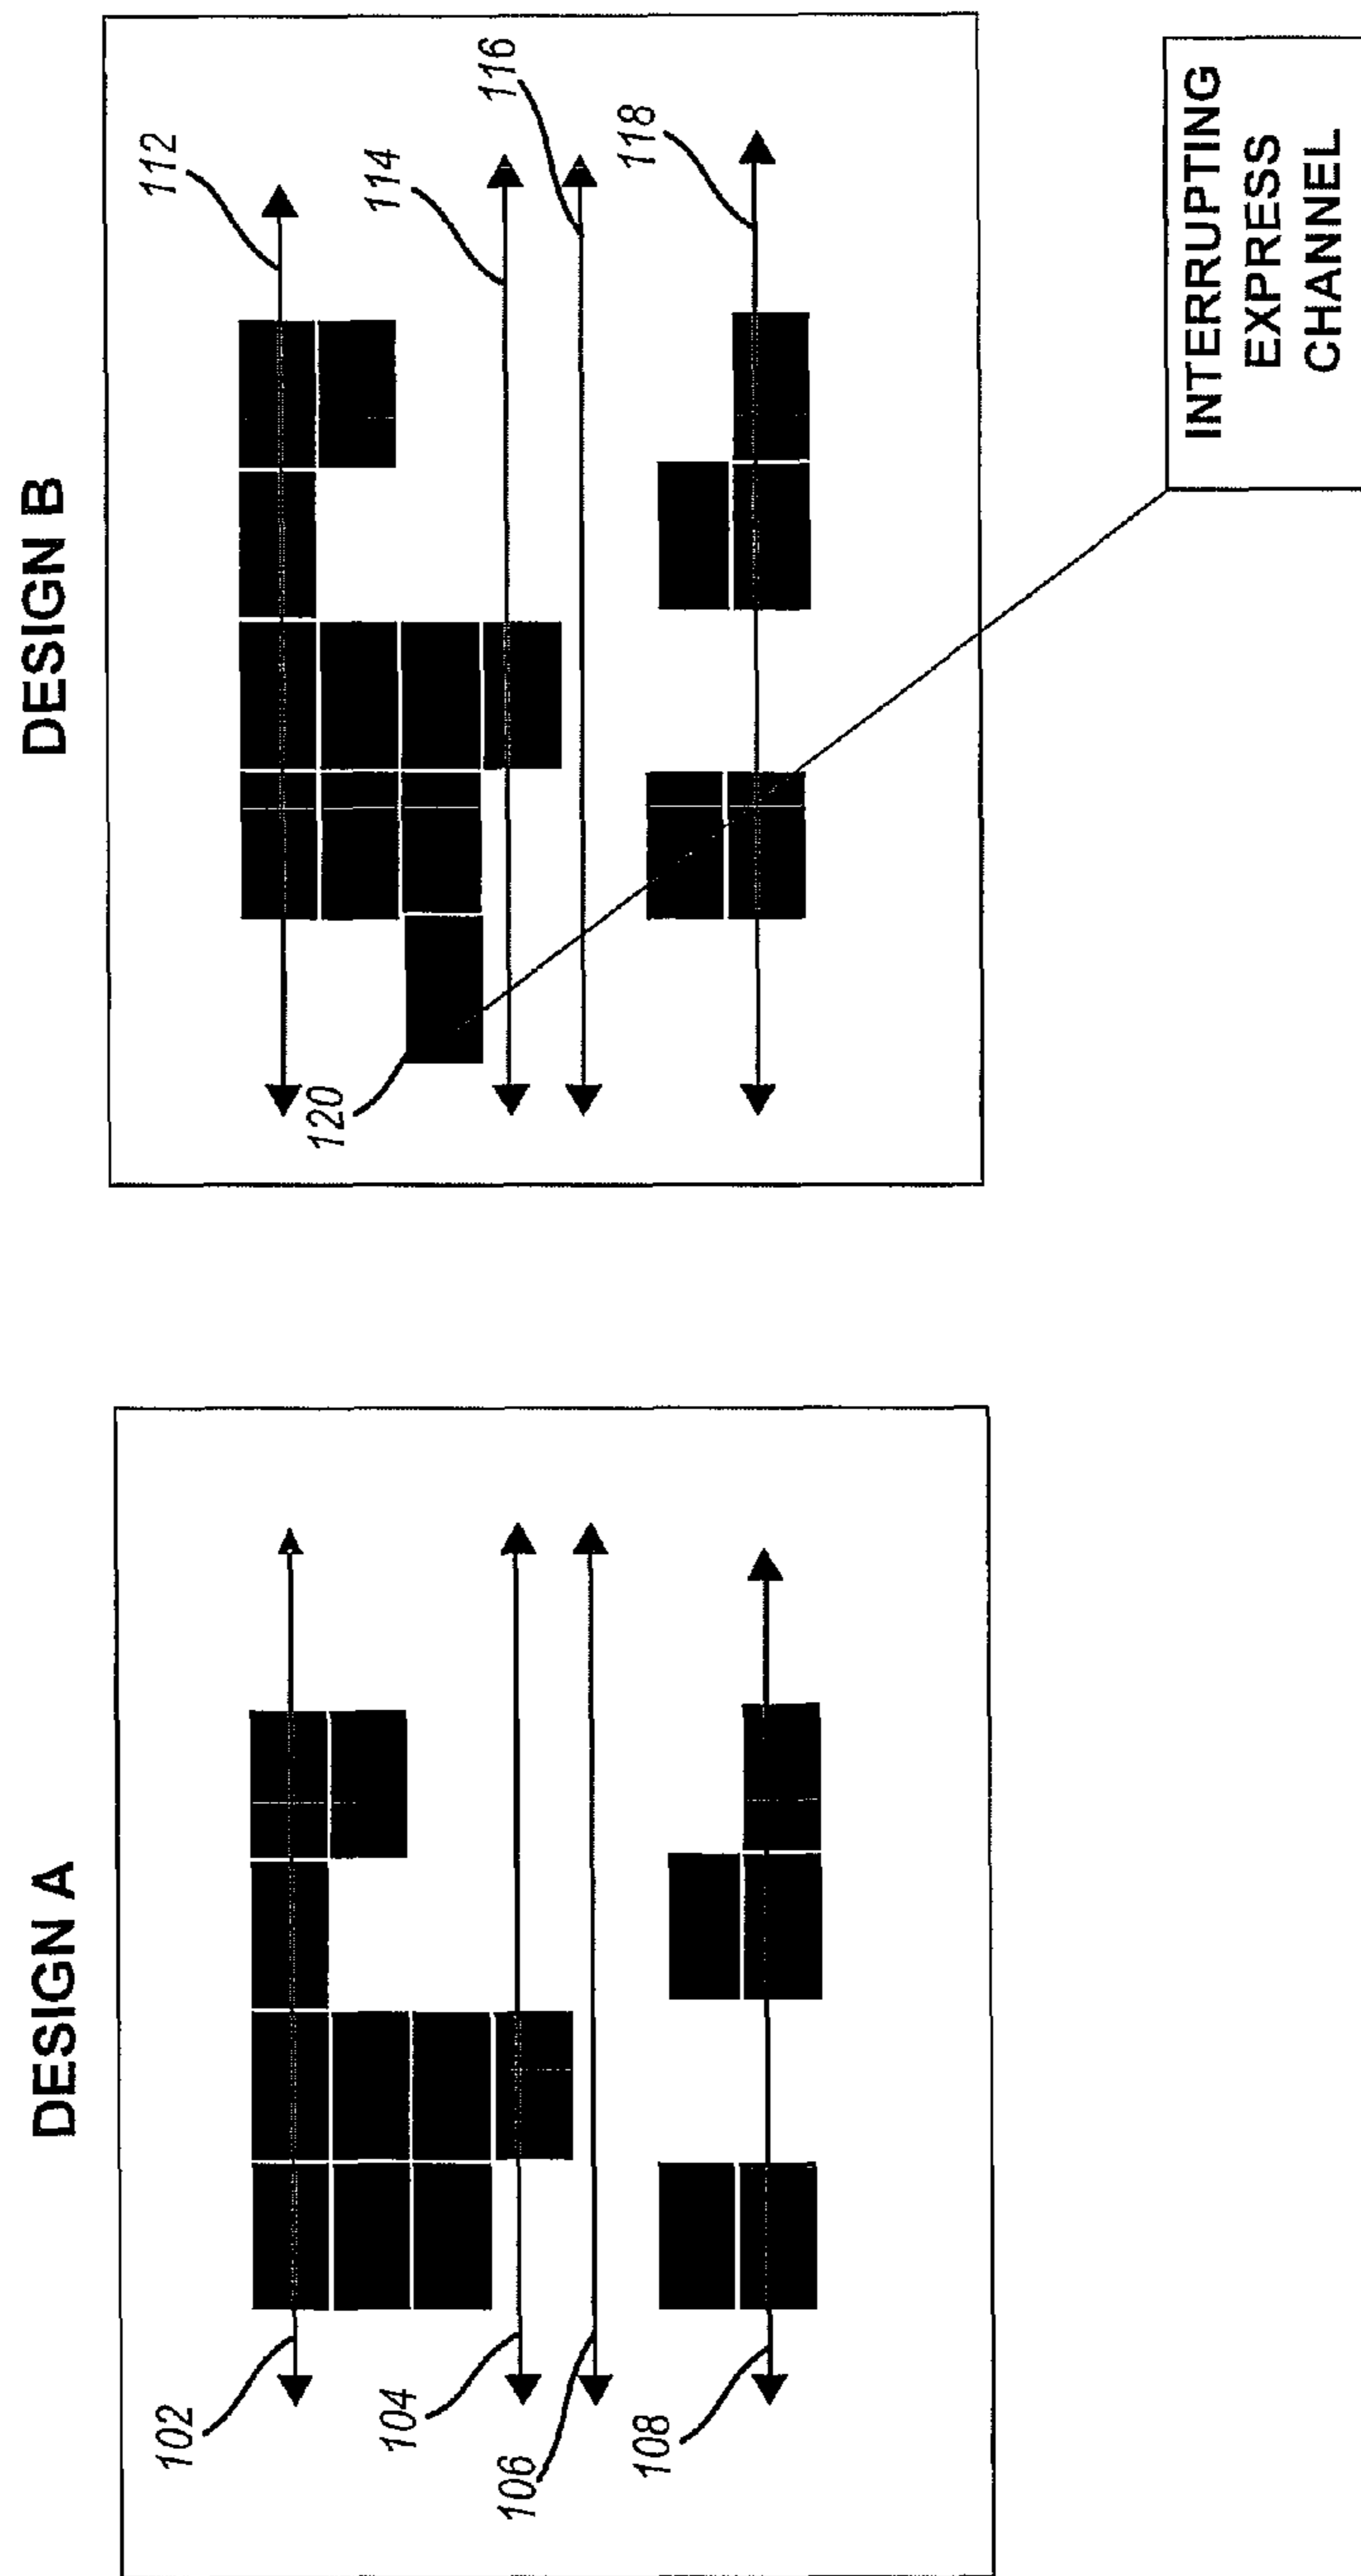 DESIGN A
102
104
106
108
DESIGN B
112
114
116
118
120
INTERRUPTING
EXPRESS
CHANNEL